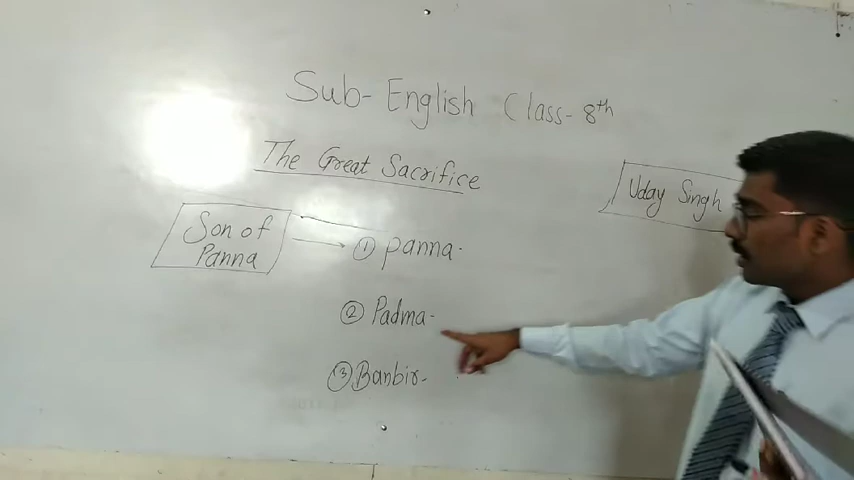 Sub- English Class- 8th
The Great Sacrifice
Uday Singh
Son of
Panna
① panna-
② Padma-
③ Banbir-